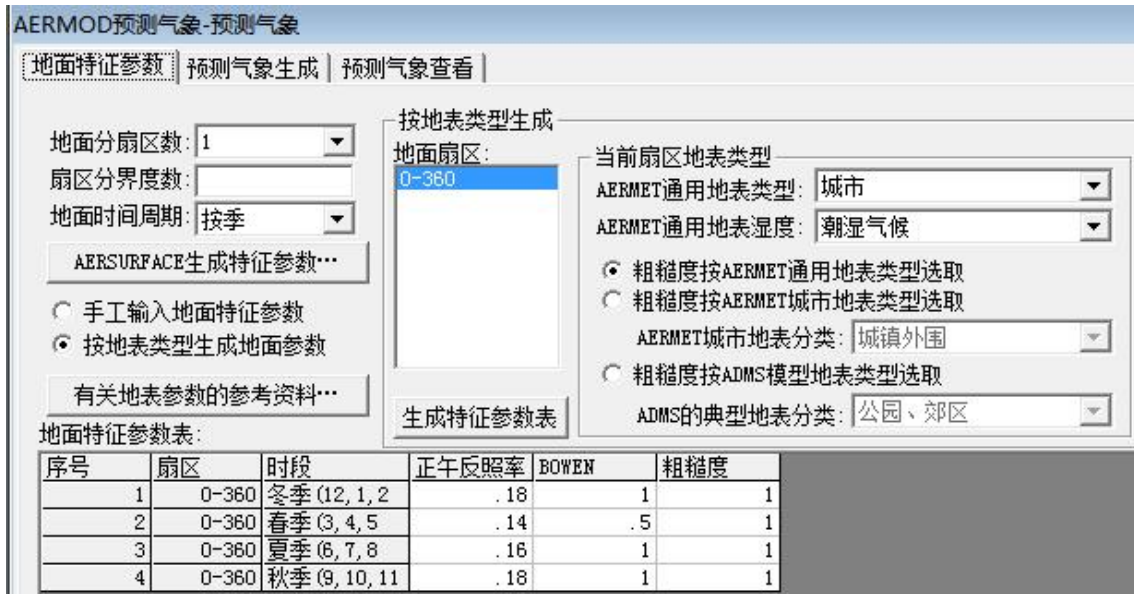 AERMOD预测气象-预测气象
地面特征参数 预测气象生成 预测气象查看
地面分扇区数: 1
扇区分界度数:
地面时间周期: 按季
AERSURFACE生成特征参数…
手工输入地面特征参数
按地表类型生成地面参数
有关地表参数的参考资料…
按地表类型生成
地面扇区:
0-360
生成特征参数表
当前扇区地表类型
AERMET通用地表类型: 城市
AERMET通用地表湿度: 潮湿气候
粗糙度按AERMET通用地表类型选取
粗糙度按AERMET城市地表类型选取
AERMET城市地表分类: 城镇外围
粗糙度按ADMS模型地表类型选取
ADMS的典型地表分类: 公园、郊区
地面特征参数表:
序号 扇区 时段 正午反照率 BOWEN 粗糙度
1 0-360 冬季(12,1,2 .18 1 1
2 0-360 春季(3,4,5 .14 .5 1
3 0-360 夏季(6,7,8 .16 1 1
4 0-360 秋季(9,10,11 .18 1 1